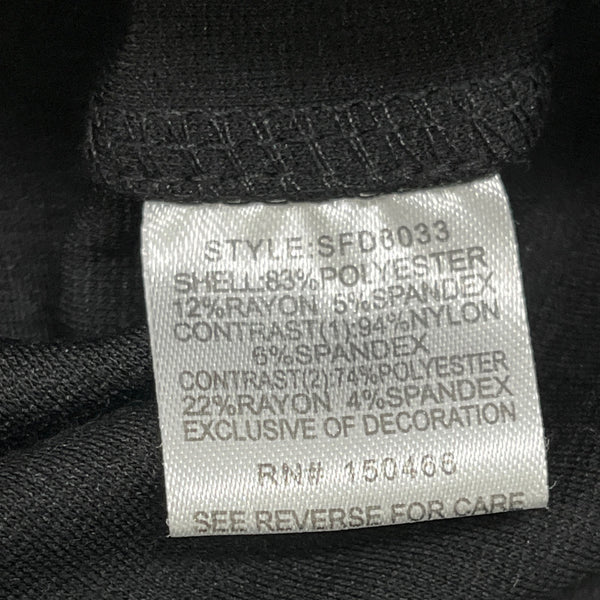 STYLE:SFD8033
SHELL:83%POLYESTER
12%RAYON 5%SPANDEX
CONTRAST(1):94%NYLON
6%SPANDEX
CONTRAST(2):74%POLYESTER
22%RAYON 4%SPANDEX
EXCLUSIVE OF DECORATION
RN# 150466
SEE REVERSE FOR CARE